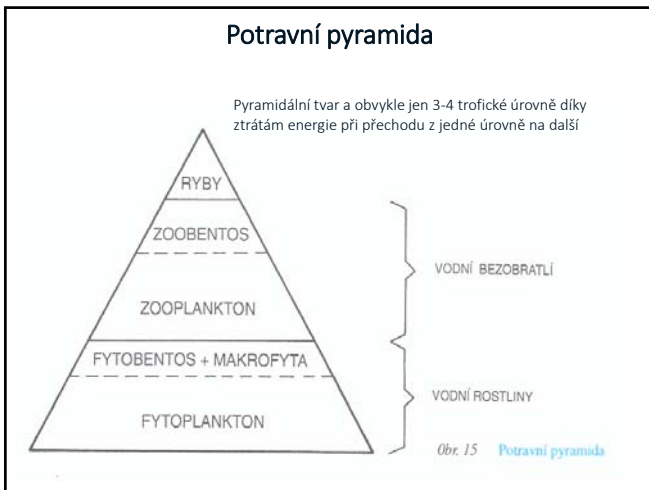 Potravní pyramida
Pyramidální tvar a obvykle jen 3-4 trofické úrovně díky
ztrátám energie při přechodu z jedné úrovně na další
RYBY
ZOOBENTOS
ZOOPLANKTON
FYTOBENTOS + MAKROFYTA
FYTOPLANKTON
VODNÍ BEZOBRATLÍ
VODNÍ ROSTLINY
Obr. 15 Potravní pyramida